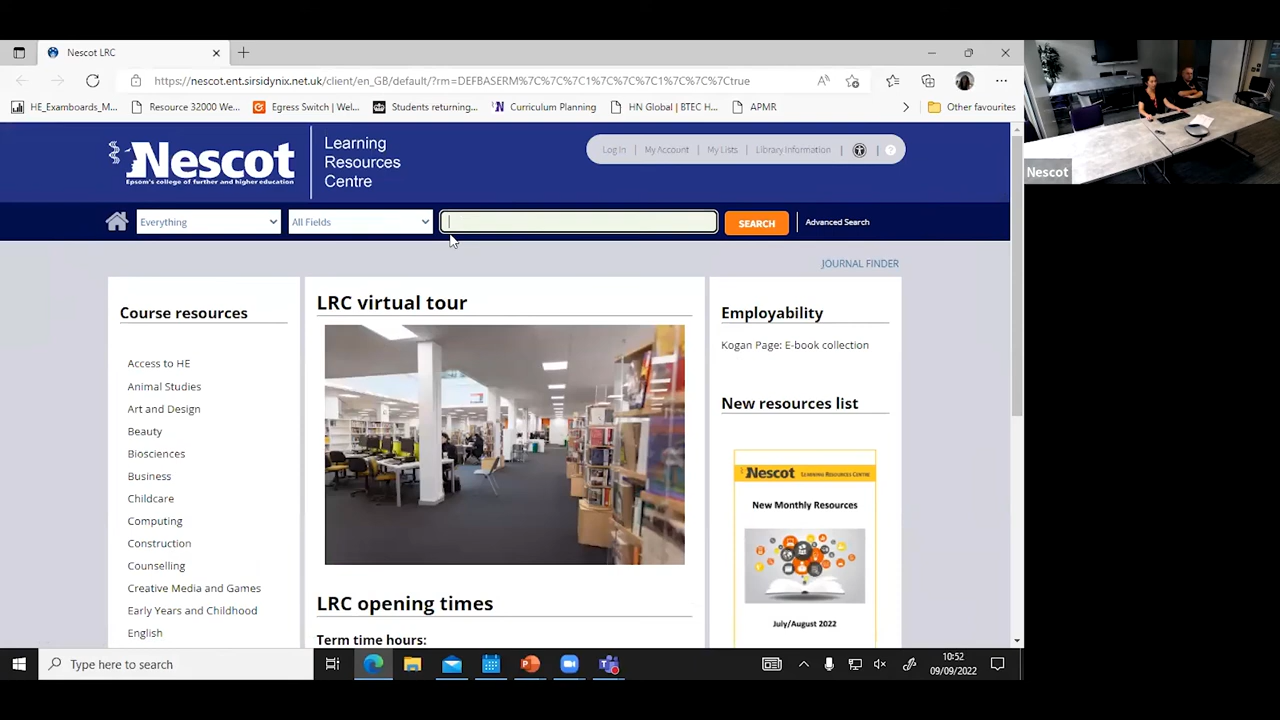 Nescot LRC
https://nescot.ent.sirsidynix.net.uk/client/en_GB/default/?rm=DEFBASERM%7C%7C%7C1%7C%7C%7C1%7C%7C%7Ctrue
HE_Examboards_M...
Resource 32000 We...
Egress Switch | Wel...
Students returning...
Curriculum Planning
HN Global | BTEC H...
APMR
Other favourites
Nescot
Epsom's college of further and higher education
Learning
Resources
Centre
Log In
My Account
My Lists
Library Information
?
Everything
All Fields
SEARCH
Advanced Search
JOURNAL FINDER
Course resources
Access to HE
Animal Studies
Art and Design
Beauty
Biosciences
Business
Childcare
Computing
Construction
Counselling
Creative Media and Games
Early Years and Childhood
English
LRC virtual tour
LRC opening times
Term time hours:
Employability
Kogan Page: E-book collection
New resources list
Nescot LEARNING RESOURCES CENTRE
New Monthly Resources
July/August 2022
Type here to search
10:52
09/09/2022
Nescot